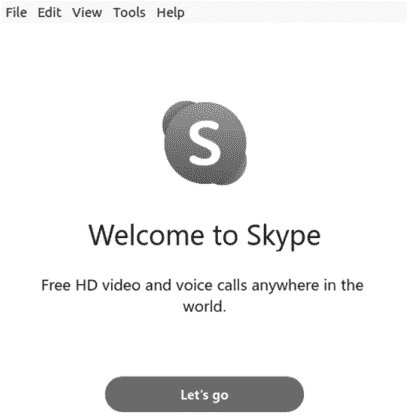 File Edit View Tools Help
S
Welcome to Skype
Free HD video and voice calls anywhere in the
world.
Let's go